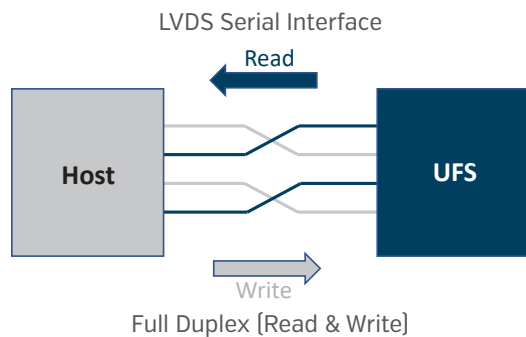 LVDS Serial Interface
Read
Host
UFS
Write
Full Duplex (Read & Write)